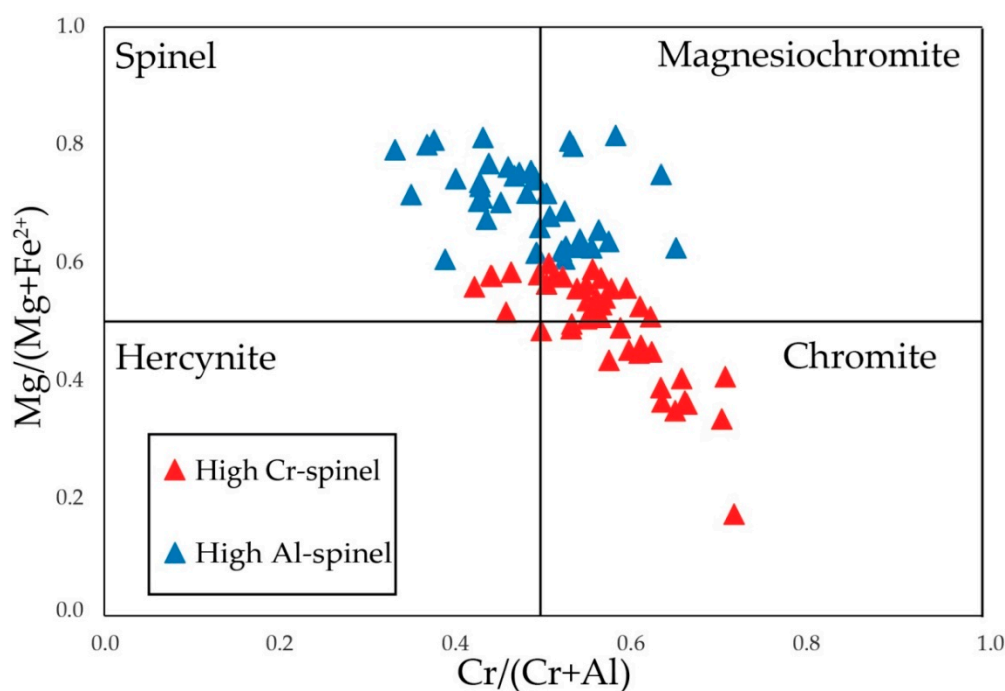 1.0
Spinel
Magnesiochromite
0.8
0.6
Mg/(Mg+Fe²⁺)
Hercynite
Chromite
0.4
High Cr-spinel
High Al-spinel
0.2
0.0
0.0 0.2 0.4 0.6 0.8 1.0
Cr/(Cr+Al)